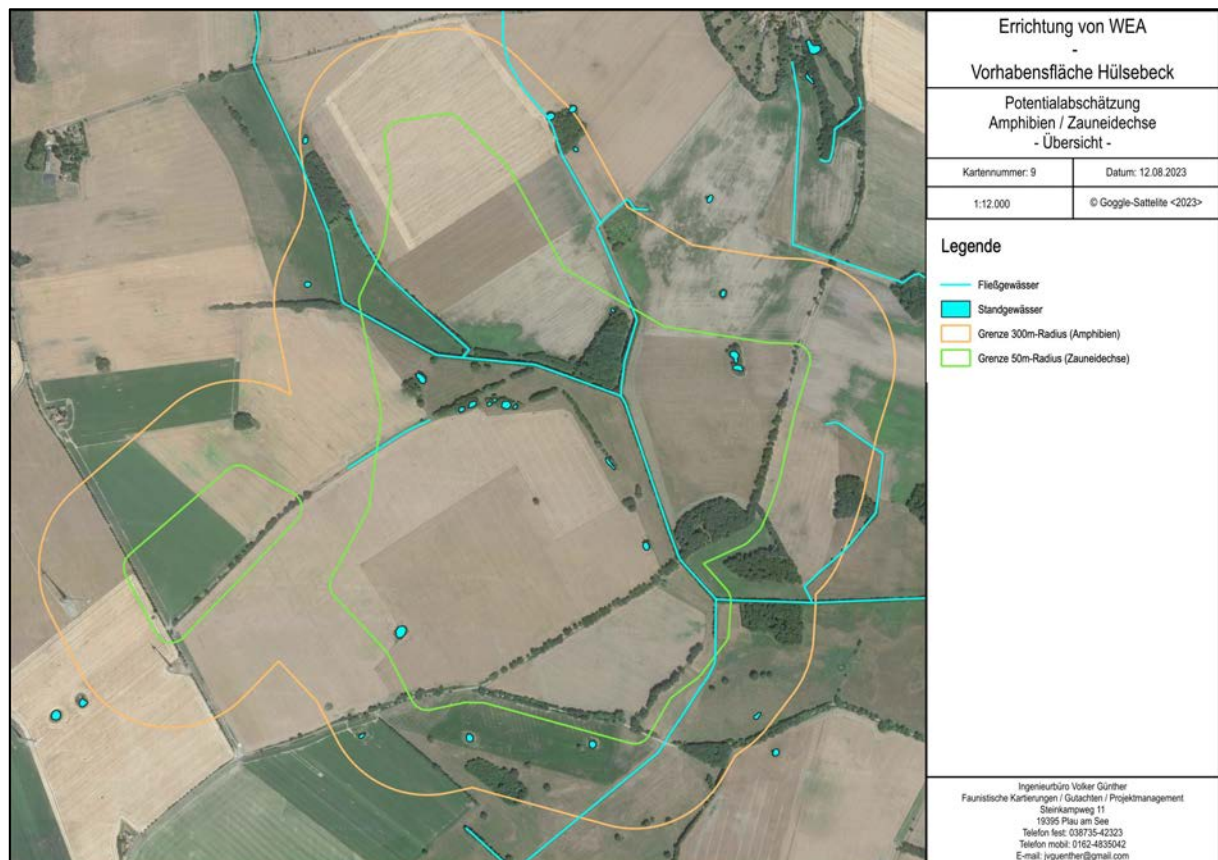 Errichtung von WEA
-
Vorhabensfläche Hülsebeck
Potentialabschätzung
Amphibien / Zauneidechse
- Übersicht -
Kartennummer: 9
Datum: 12.08.2023
1:12.000
© Goggle-Sattelite <2023>
Legende
Fließgewässer
Standgewässer
Grenze 300m-Radius (Amphibien)
Grenze 50m-Radius (Zauneidechse)
Ingenieurbüro Volker Günther
Faunistische Kartierungen / Gutachten / Projektmanagement
Steinkampweg 11
19395 Plau am See
Telefon fest: 038735-42323
Telefon mobil: 0162-4835042
E-mail: ivguenther@gmail.com